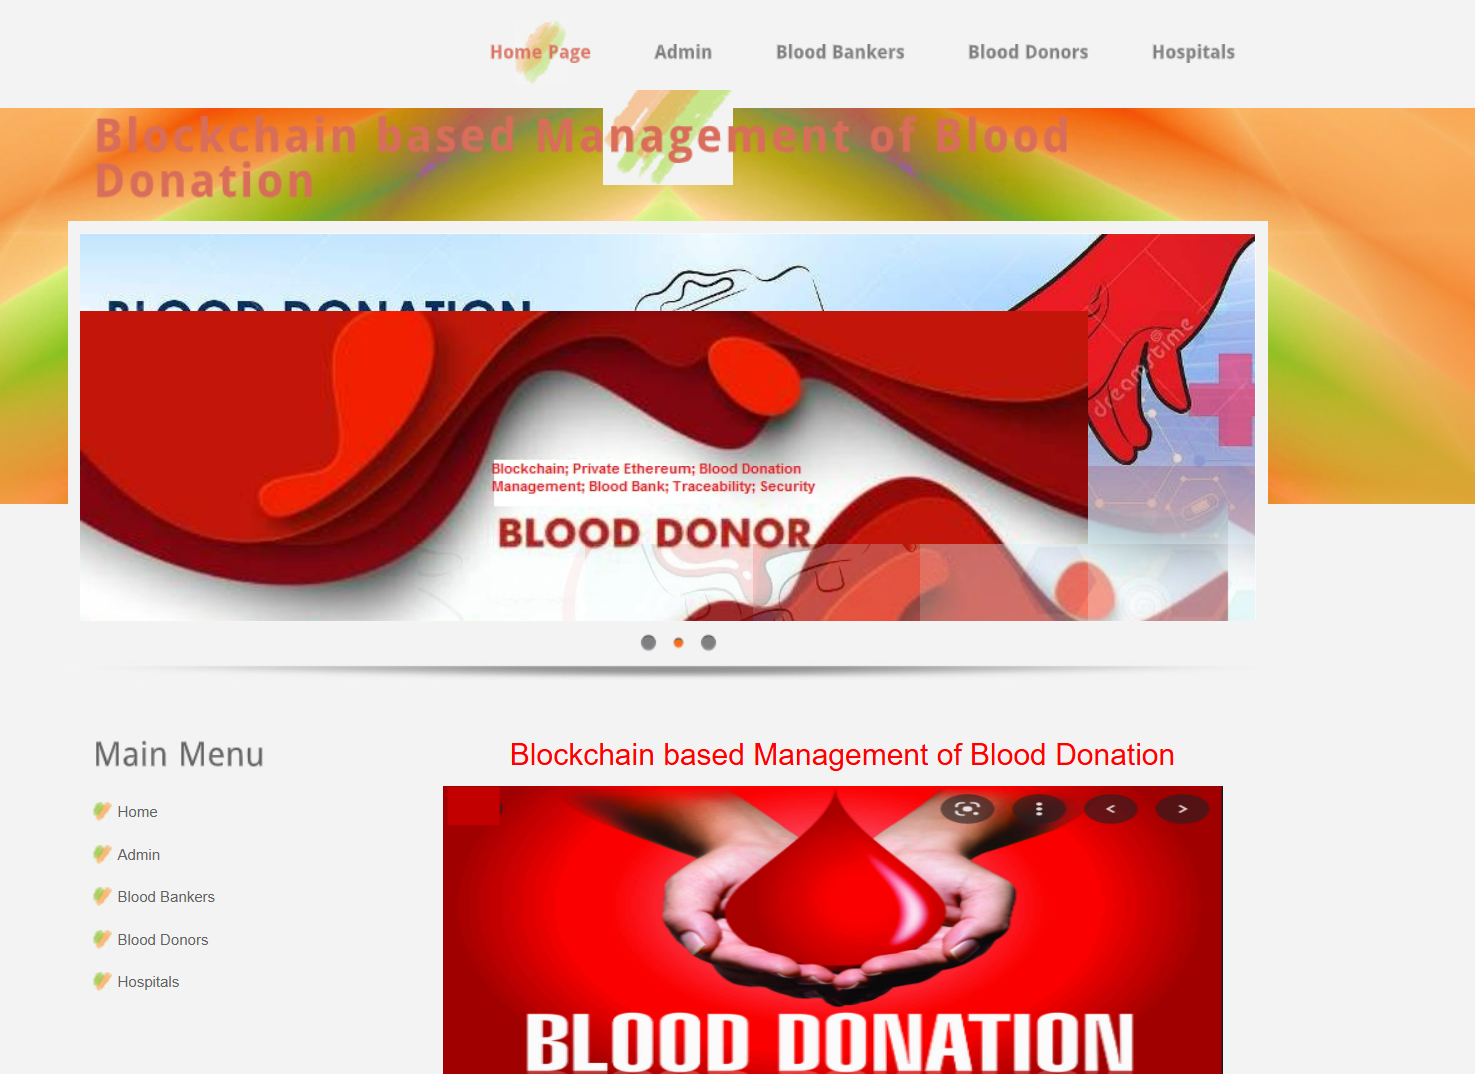 Home Page
Admin
Blood Bankers
Blood Donors
Hospitals
Blockchain based Management of Blood
Donation
BLOOD DONATION
dreamstime
Blockchain; Private Ethereum; Blood Donation
Management; Blood Bank; Traceability; Security
BLOOD DONOR
Main Menu
Home
Admin
Blood Bankers
Blood Donors
Hospitals
Blockchain based Management of Blood Donation
BLOOD DONATION